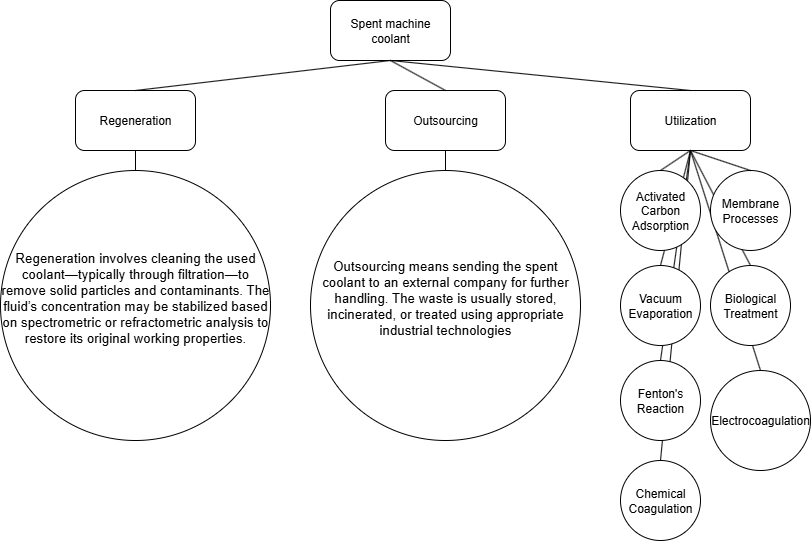 Spent machine
coolant
Regeneration
Outsourcing
Utilization
Regeneration involves cleaning the used
coolant—typically through filtration—to
remove solid particles and contaminants. The
fluid's concentration may be stabilized based
on spectrometric or refractometric analysis to
restore its original working properties.
Outsourcing means sending the spent
coolant to an external company for further
handling. The waste is usually stored,
incinerated, or treated using appropriate
industrial technologies
Activated
Carbon
Adsorption
Membrane
Processes
Vacuum
Evaporation
Biological
Treatment
Fenton's
Reaction
Electrocoagulation
Chemical
Coagulation